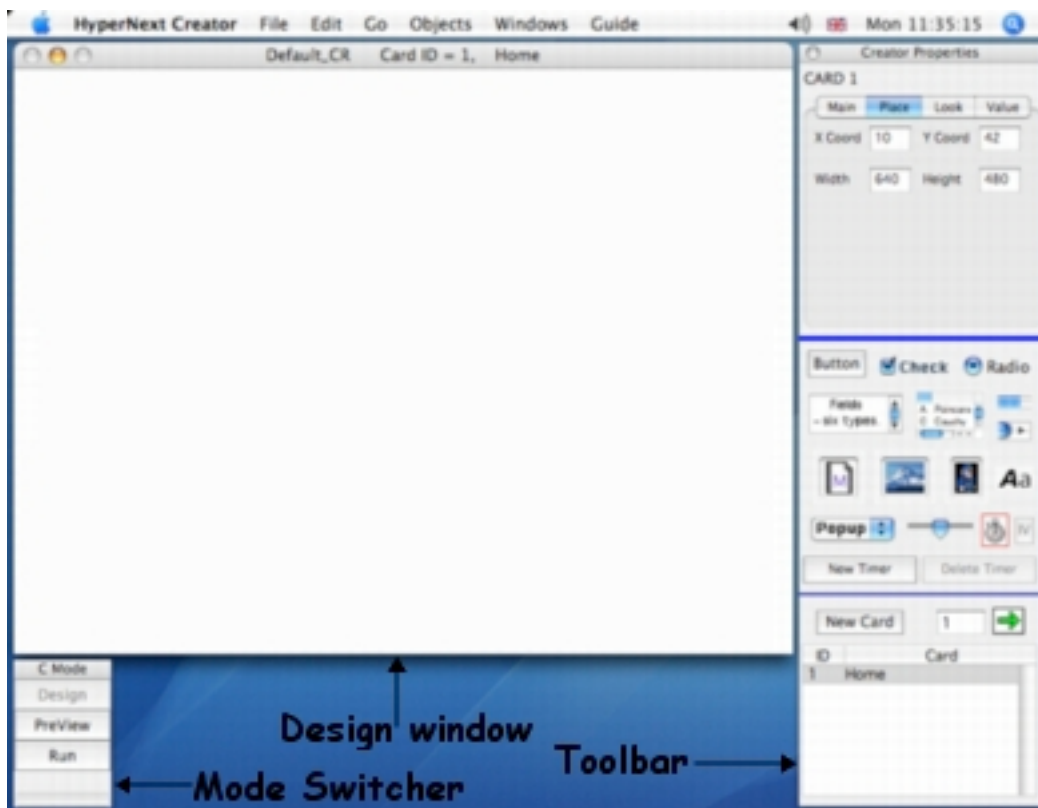 HyperNext Creator File Edit Go Objects Windows Guide Mon 11:35:15
Default_CR Card ID = 1, Home
Creator Properties
CARD 1
Main Place Look Value
X Coord 10 Y Coord 42
Width 640 Height 480
Button Check Radio
Fields
- six types.
A. Poincare
C. Cauchy
M
Aa
Popup
New Timer Delete Timer
New Card 1
ID Card
1 Home
C Mode
Design
PreView
Run
Design window
Toolbar
Mode Switcher